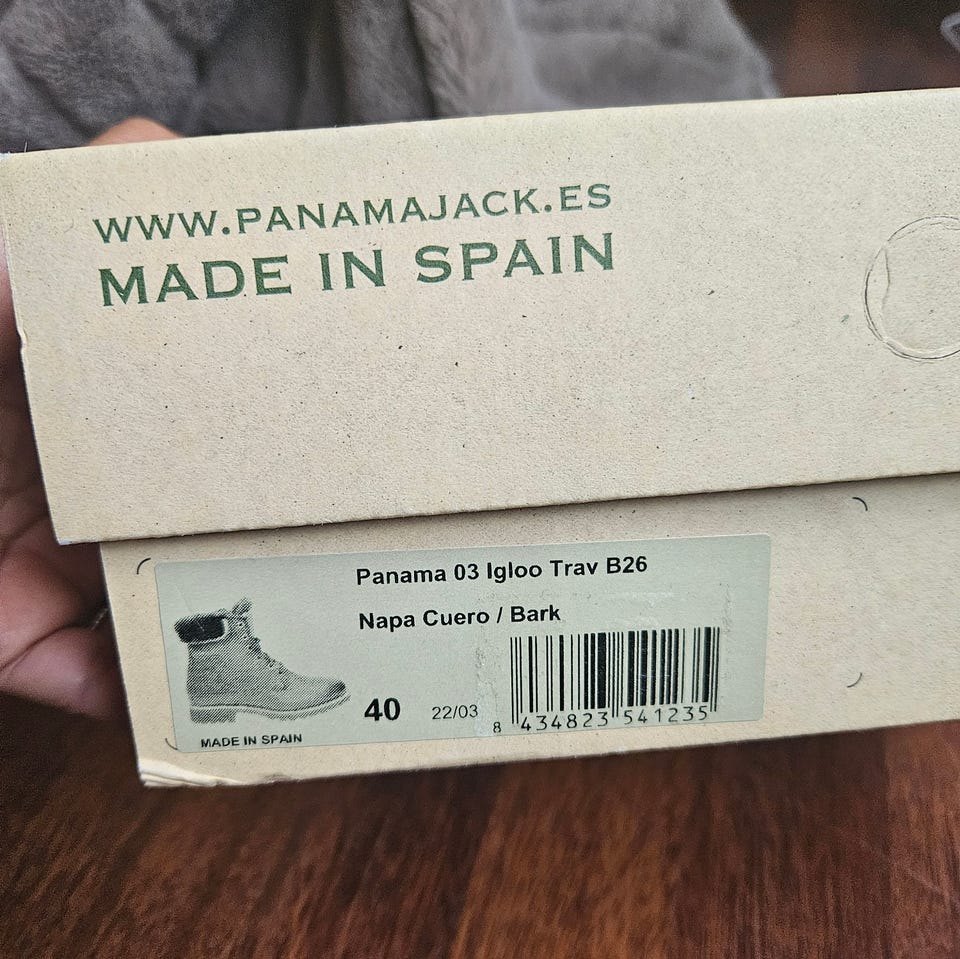 WWW.PANAMAJACK.ES
MADE IN SPAIN
Panama 03 Igloo Trav B26
Napa Cuero / Bark
40 22/03
8 434823 541235
MADE IN SPAIN